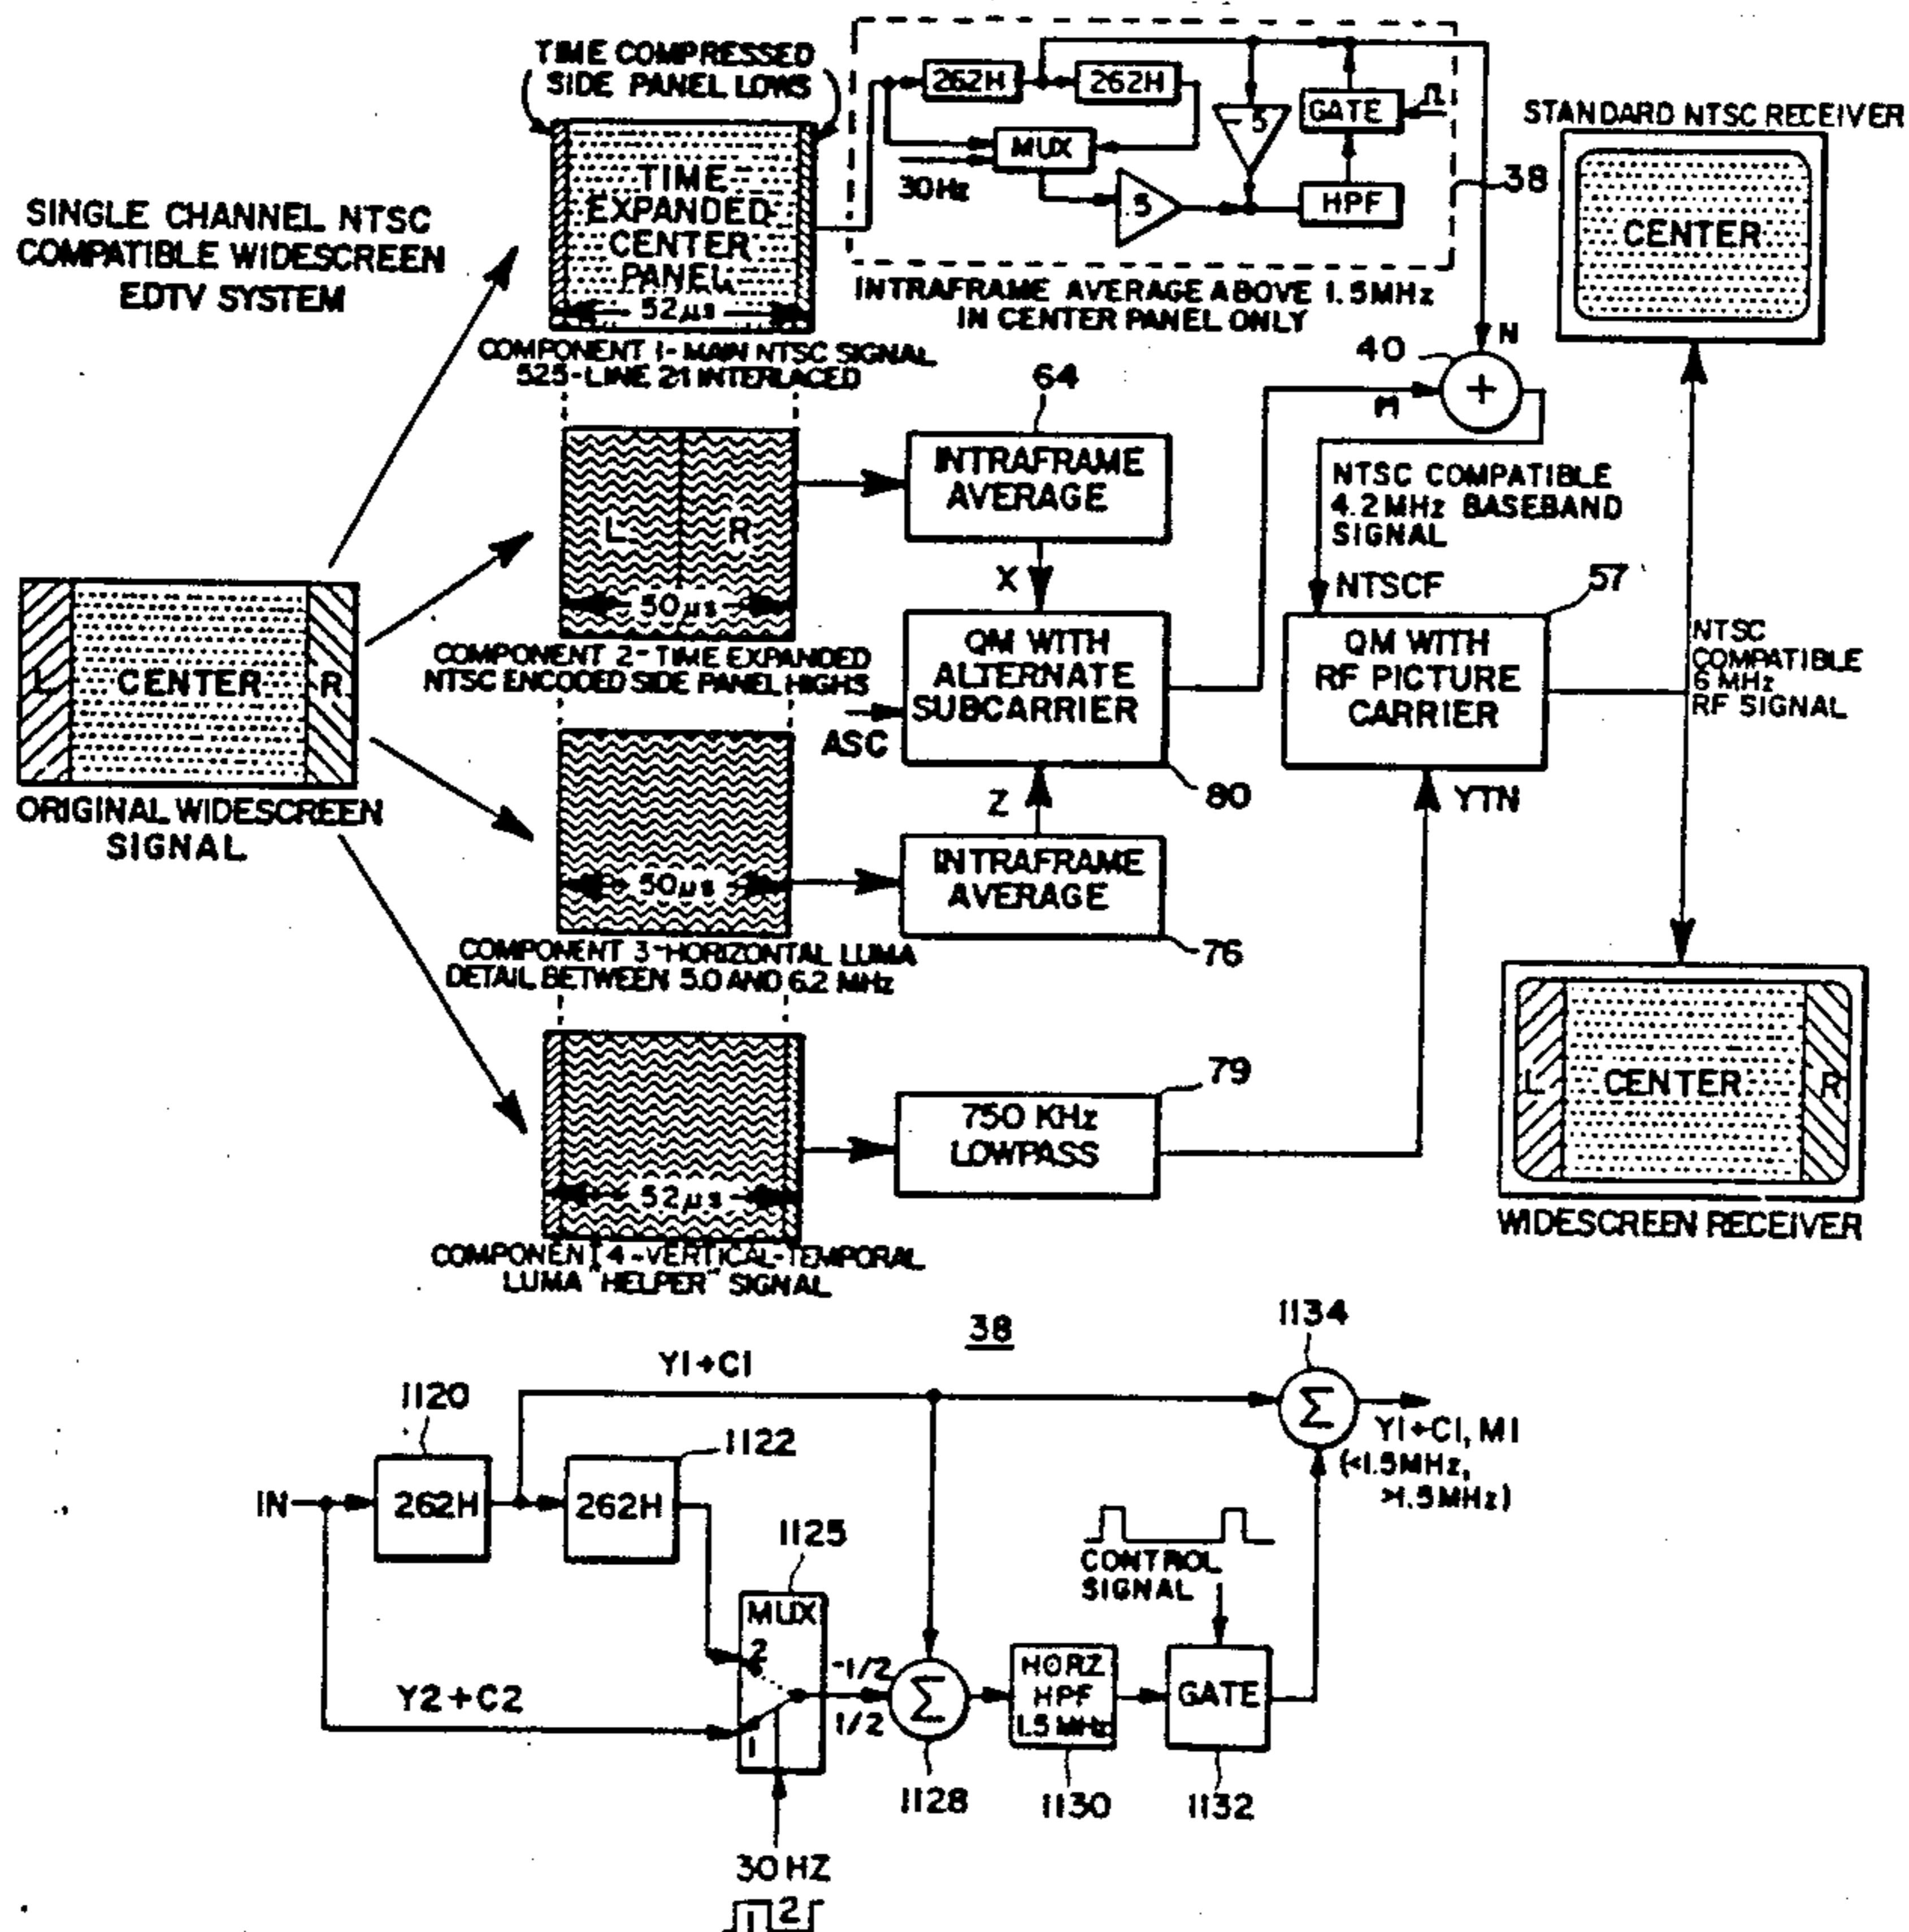 TIME COMPRESSED
SIDE PANEL LOWS
262H
262H
MUX
30Hz
.5
-.5
GATE
HPF
38
INTRAFRAME AVERAGE ABOVE 1.5MHz
IN CENTER PANEL ONLY
STANDARD NTSC RECEIVER
CENTER
SINGLE CHANNEL NTSC
COMPATIBLE WIDESCREEN
EDTV SYSTEM
TIME
EXPANDED
CENTER
PANEL
52µs
COMPONENT 1-MAIN NTSC SIGNAL
525-LINE 2:1 INTERLACED
N
40
+
M
64
L
R
50µs
INTRAFRAME
AVERAGE
X
NTSC COMPATIBLE
4.2MHz BASEBAND
SIGNAL
NTSCF
57
COMPONENT 2-TIME EXPANDED
NTSC ENCODED SIDE PANEL HIGHS
QM WITH
ALTERNATE
SUBCARRIER
ASC
80
QM WITH
RF PICTURE
CARRIER
NTSC
COMPATIBLE
6 MHz
RF SIGNAL
L
CENTER
R
ORIGINAL WIDESCREEN
SIGNAL
Z
YTN
50µs
INTRAFRAME
AVERAGE
76
COMPONENT 3-HORIZONTAL LUMA
DETAIL BETWEEN 5.0 AND 6.2 MHz
52µs
750 KHz
LOWPASS
79
L
CENTER
R
WIDESCREEN RECEIVER
COMPONENT 4-VERTICAL-TEMPORAL
LUMA "HELPER" SIGNAL
38
1134
Σ
Y1+C1
Y1+C1, M1
(<1.5MHz,
>1.5MHz)
1120
1122
IN
262H
262H
1125
MUX
2
1
Y2+C2
-1/2
1/2
Σ
1128
HORZ
HPF
1.5 MHz
1130
CONTROL
SIGNAL
GATE
1132
30 HZ
1 2